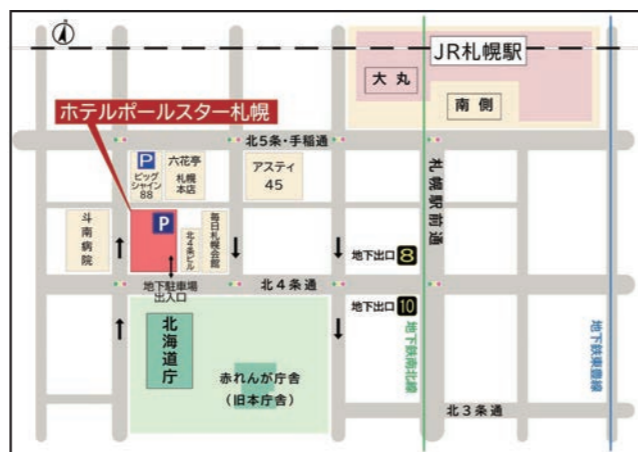 JR札幌駅
大丸
南側
ホテルポールスター札幌
北5条・手稲通
P
ビッグ
シャイン
88
六花亭
札幌
本店
アスティ
45
札幌駅前通
斗南病院
P
北4条ビル
毎日札幌会館
地下出口8
地下駐車場
出入口
北4条通
地下出口10
北海道庁
赤れんが庁舎
(旧本庁舎)
地下鉄南北線
地下鉄東豊線
北3条通